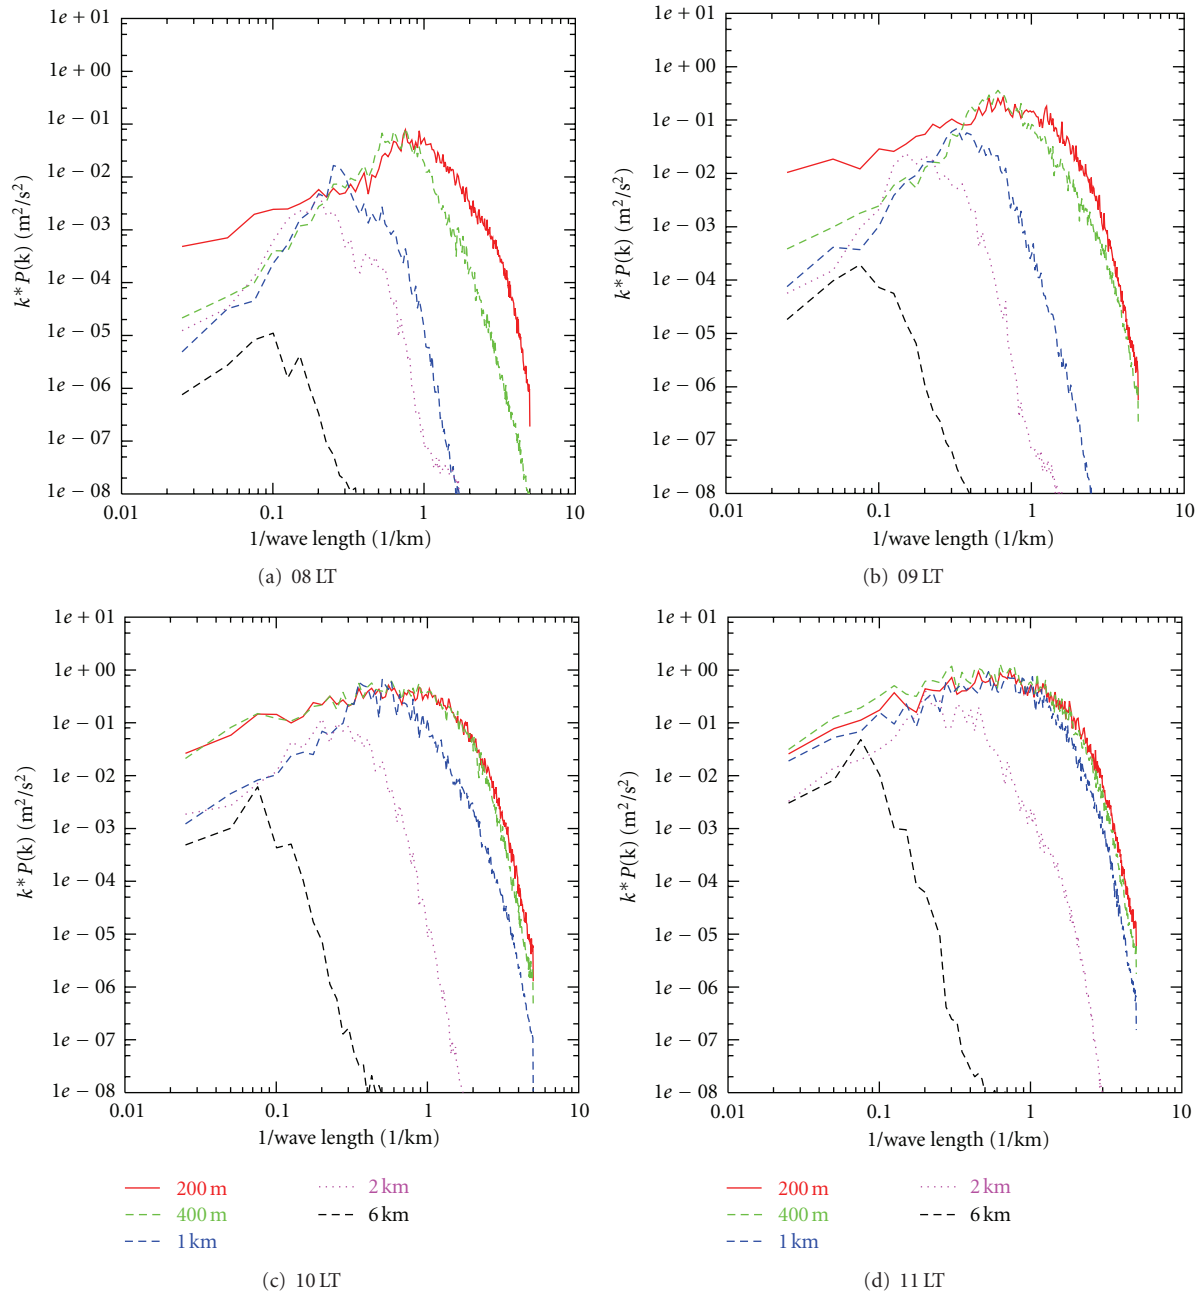 1e + 01
1e + 00
1e − 01
1e − 02
1e − 03
1e − 04
1e − 05
1e − 06
1e − 07
1e − 08
k* P(k) (m²/s²)
0.01 0.1 1 10
1/wave length (1/km)
(a) 08 LT
1e + 01
1e + 00
1e − 01
1e − 02
1e − 03
1e − 04
1e − 05
1e − 06
1e − 07
1e − 08
k* P(k) (m²/s²)
0.01 0.1 1 10
1/wave length (1/km)
(b) 09 LT
1e + 01
1e + 00
1e − 01
1e − 02
1e − 03
1e − 04
1e − 05
1e − 06
1e − 07
1e − 08
k* P(k) (m²/s²)
0.01 0.1 1 10
1/wave length (1/km)
200 m 2 km
400 m 6 km
1 km
(c) 10 LT
1e + 01
1e + 00
1e − 01
1e − 02
1e − 03
1e − 04
1e − 05
1e − 06
1e − 07
1e − 08
k* P(k) (m²/s²)
0.01 0.1 1 10
1/wave length (1/km)
200 m 2 km
400 m 6 km
1 km
(d) 11 LT